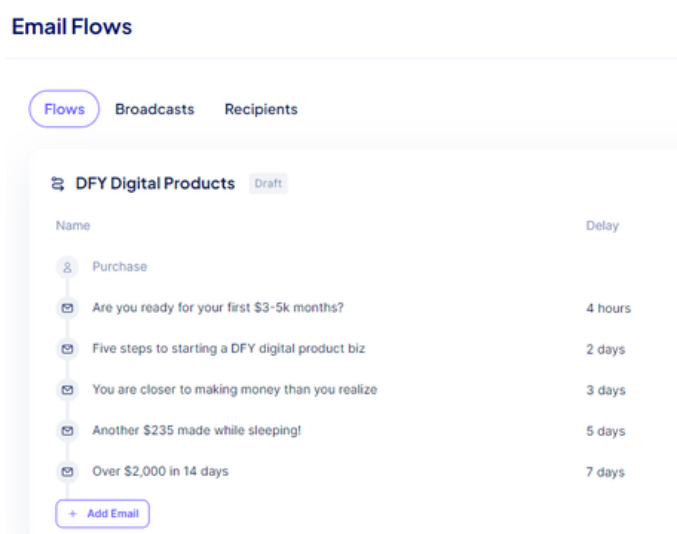 Email Flows
Flows Broadcasts Recipients
DFY Digital Products Draft
Name Delay
Purchase
Are you ready for your first $3-5k months? 4 hours
Five steps to starting a DFY digital product biz 2 days
You are closer to making money than you realize 3 days
Another $235 made while sleeping! 5 days
Over $2,000 in 14 days 7 days
+ Add Email